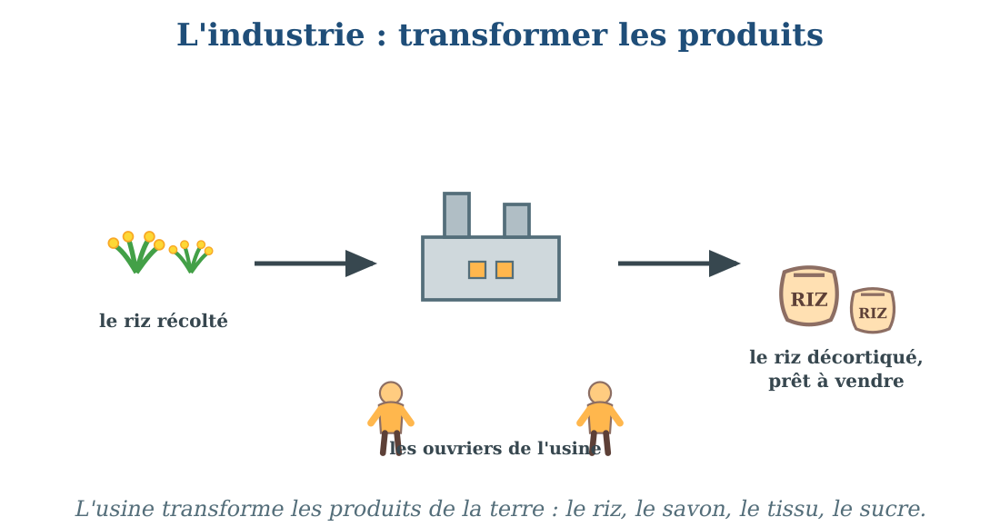 L'industrie : transformer les produits
le riz récolté
RIZ
RIZ
le riz décortiqué,
prêt à vendre
les ouvriers de l'usine
L'usine transforme les produits de la terre : le riz, le savon, le tissu, le sucre.